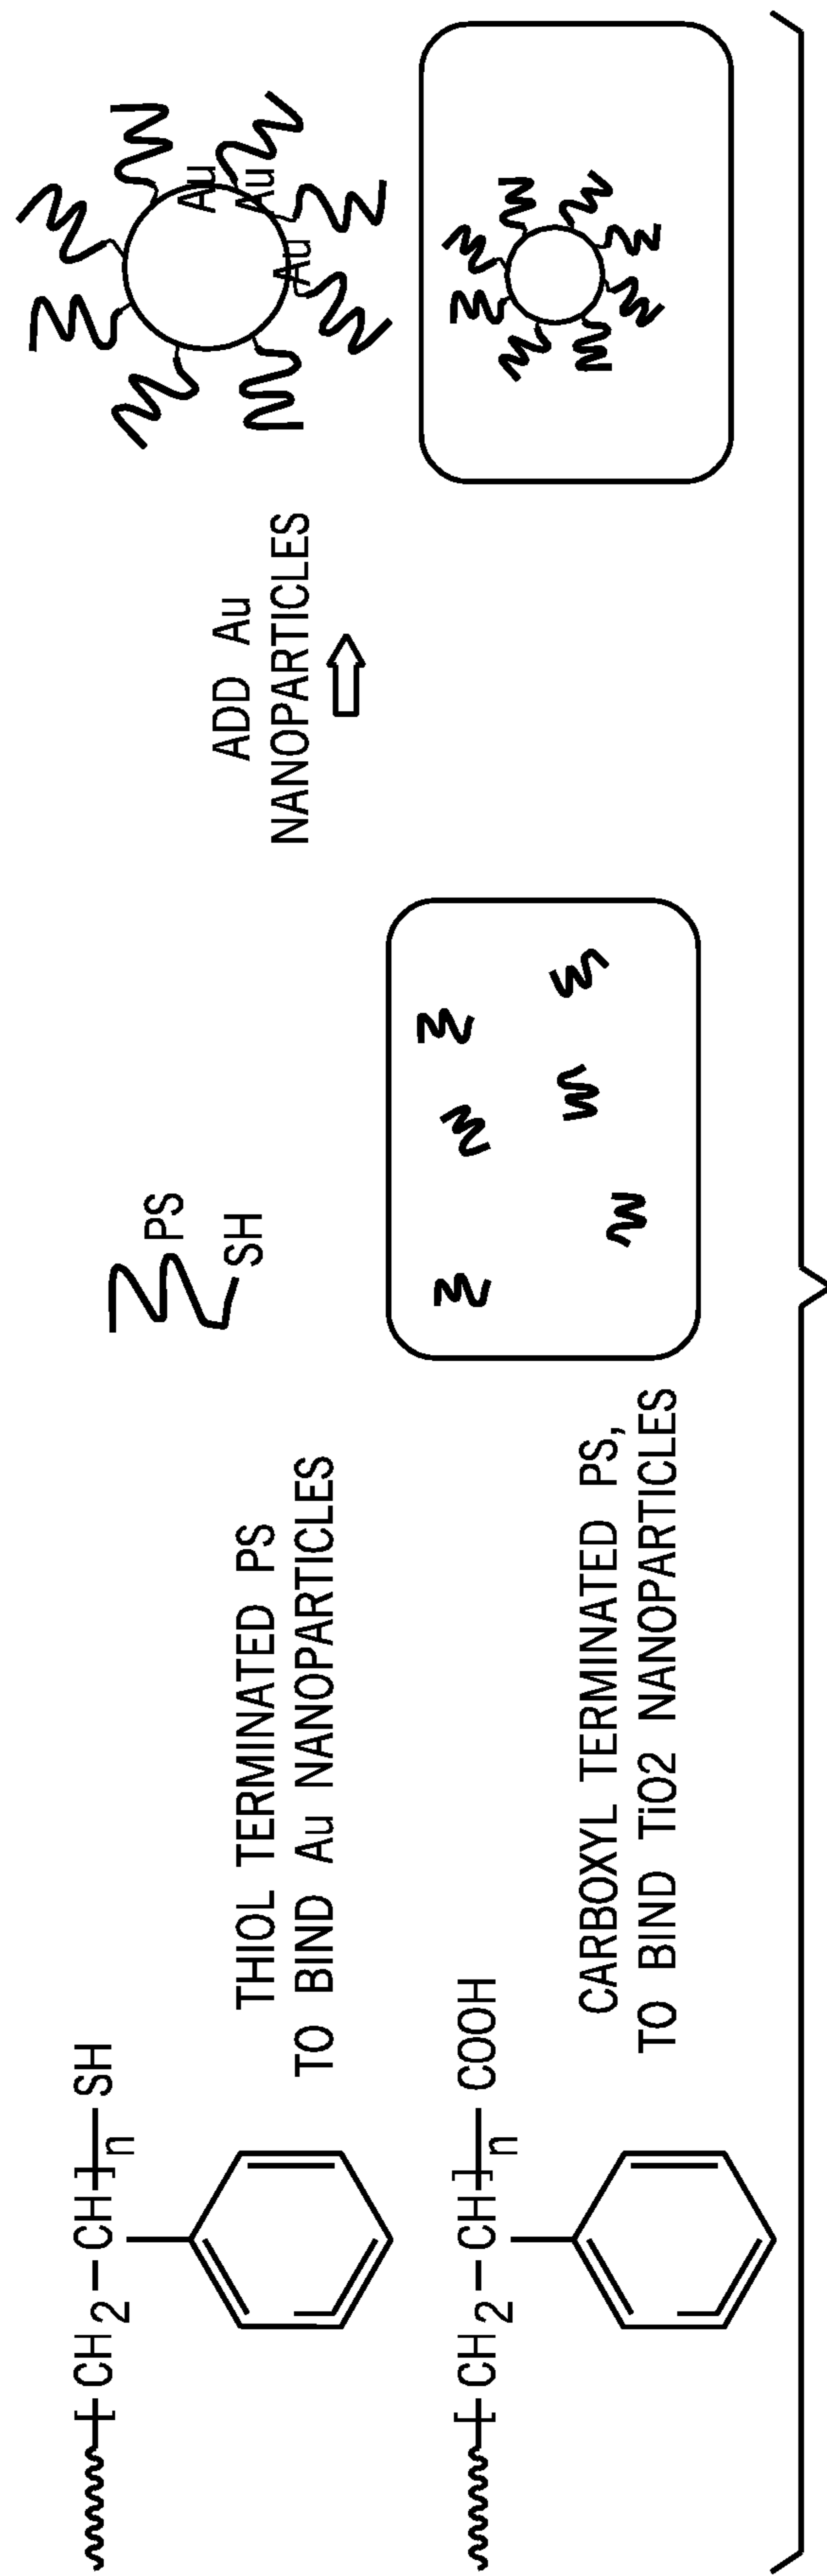 [CH2-CH]n-SH
THIOL TERMINATED PS
TO BIND Au NANOPARTICLES
PS
SH
ADD Au
NANOPARTICLES
Au
Au
Au
[CH2-CH]n-COOH
CARBOXYL TERMINATED PS,
TO BIND TiO2 NANOPARTICLES